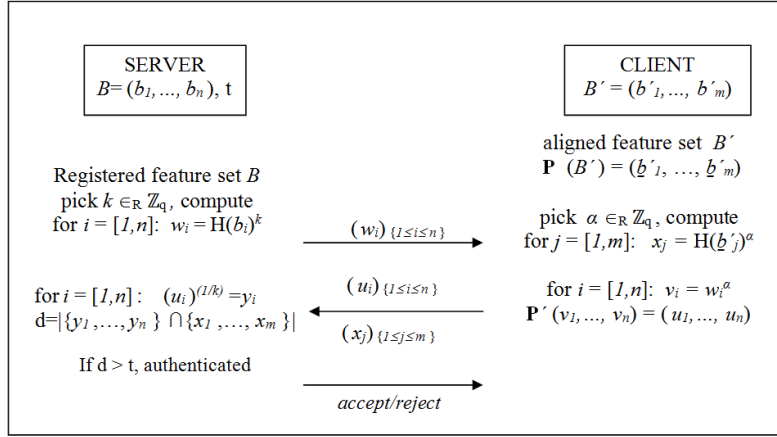 SERVER
B= (b₁,..., bₙ), t
CLIENT
B´ = (b´₁,..., b´ₘ)
aligned feature set B´
P (B´) = (b̲´₁, …, b̲´ₘ)
Registered feature set B
pick k ∈R ℤq, compute
for i = [1,n]: wᵢ = H(bᵢ)^k
(wᵢ) {1≤i≤n}
pick α ∈R ℤq, compute
for j = [1,m]: xⱼ = H(b̲´ⱼ)^α
for i = [1,n] : (uᵢ)^(1/k) =yᵢ
d=|{y₁,…,yₙ } ∩{x₁ ,…, xₘ }|
(uᵢ) {1≤i≤n}
(xⱼ) {1≤j≤m}
for i = [1,n]: vᵢ = wᵢ^α
P´ (v₁,..., vₙ) = ( u₁,..., uₙ)
If d > t, authenticated
accept/reject